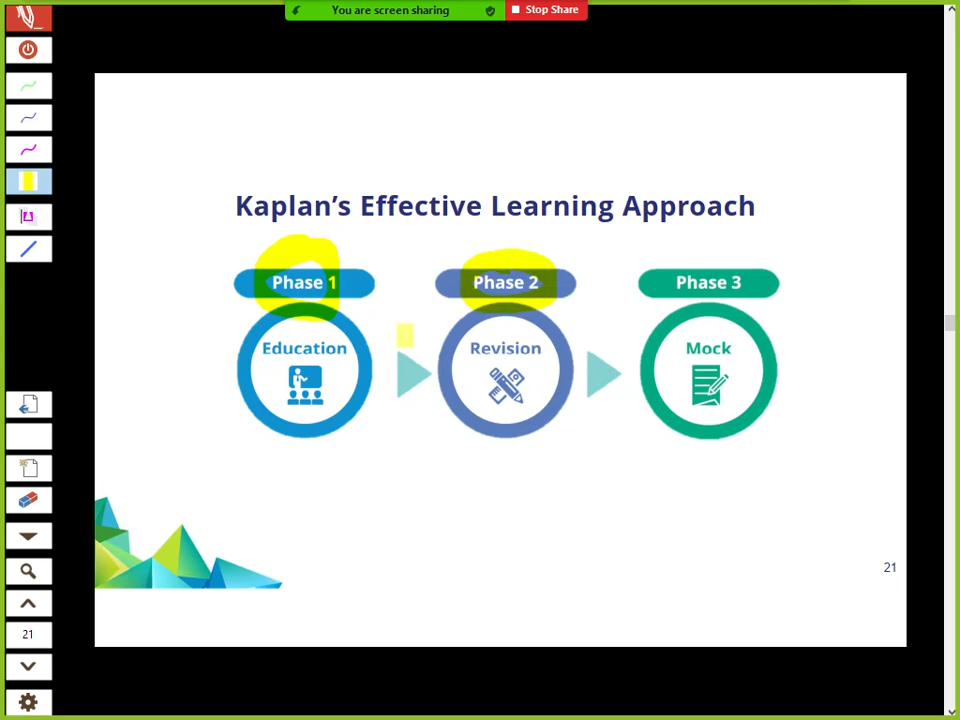 You are screen sharing
Stop Share
Kaplan's Effective Learning Approach
Phase 1
Phase 2
Phase 3
Education
Revision
Mock
21
21